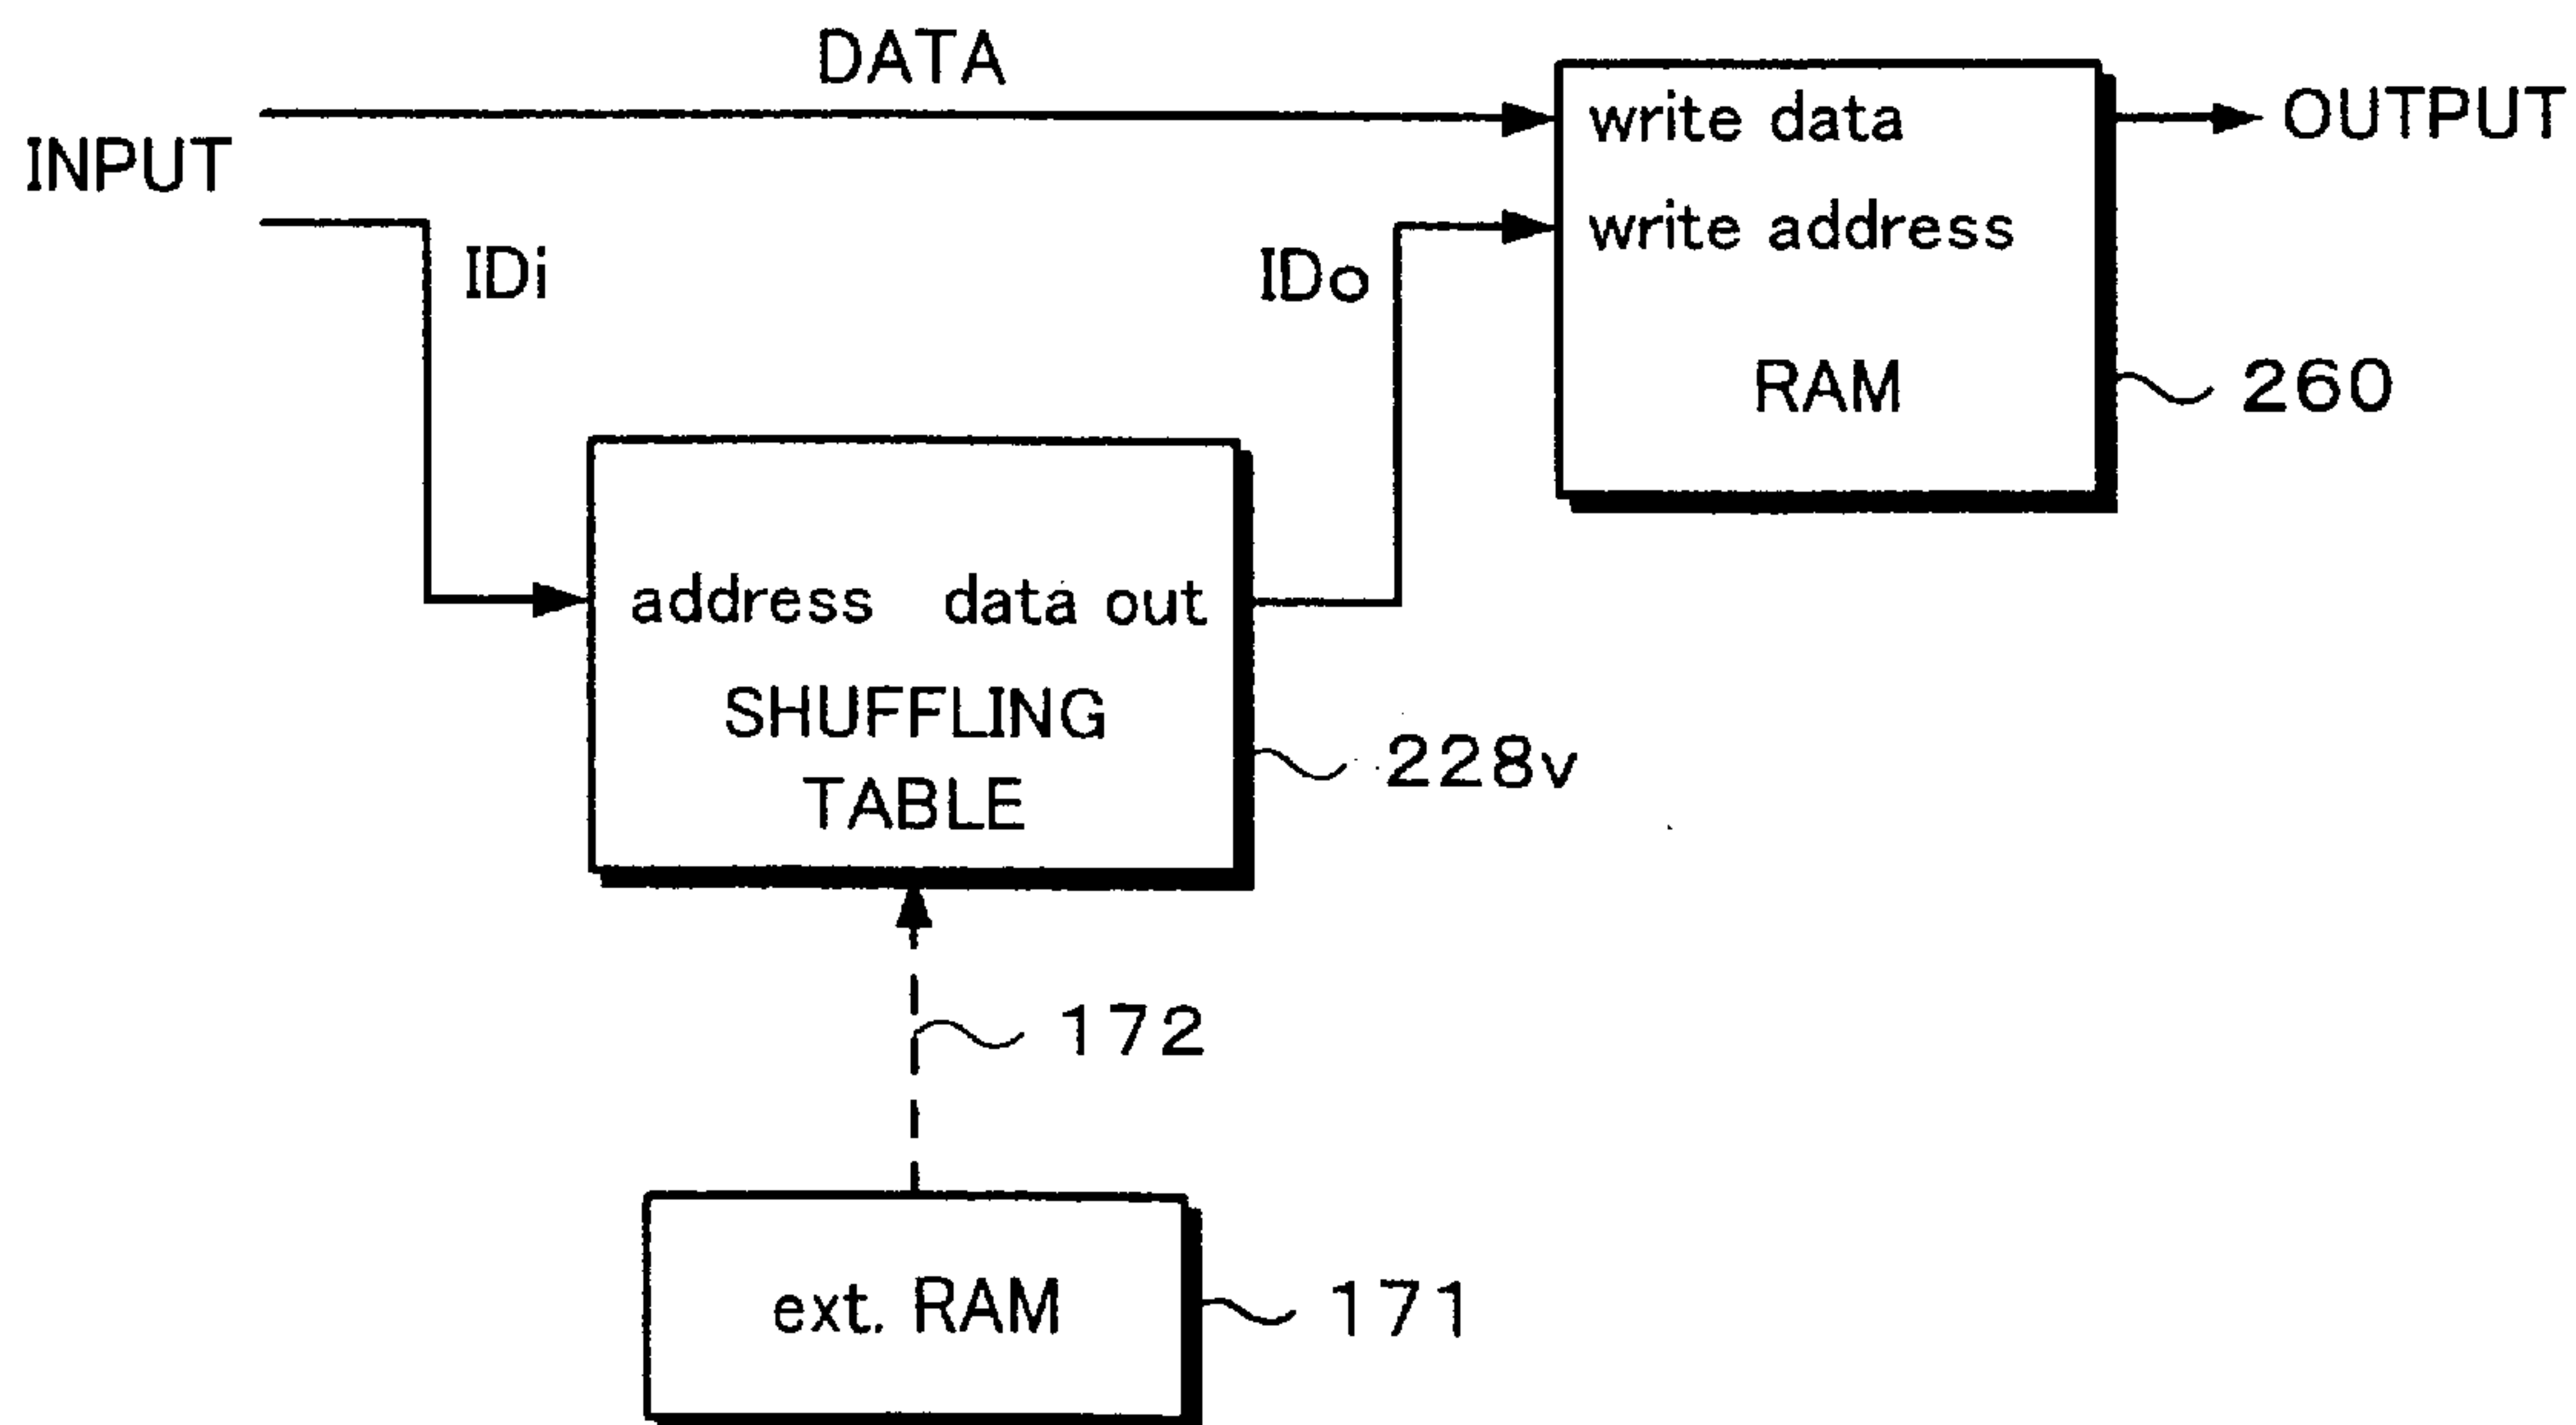 DATA
INPUT
write data
OUTPUT
write address
IDi
IDo
RAM
260
address data out
SHUFFLING
TABLE
228v
172
ext. RAM
171